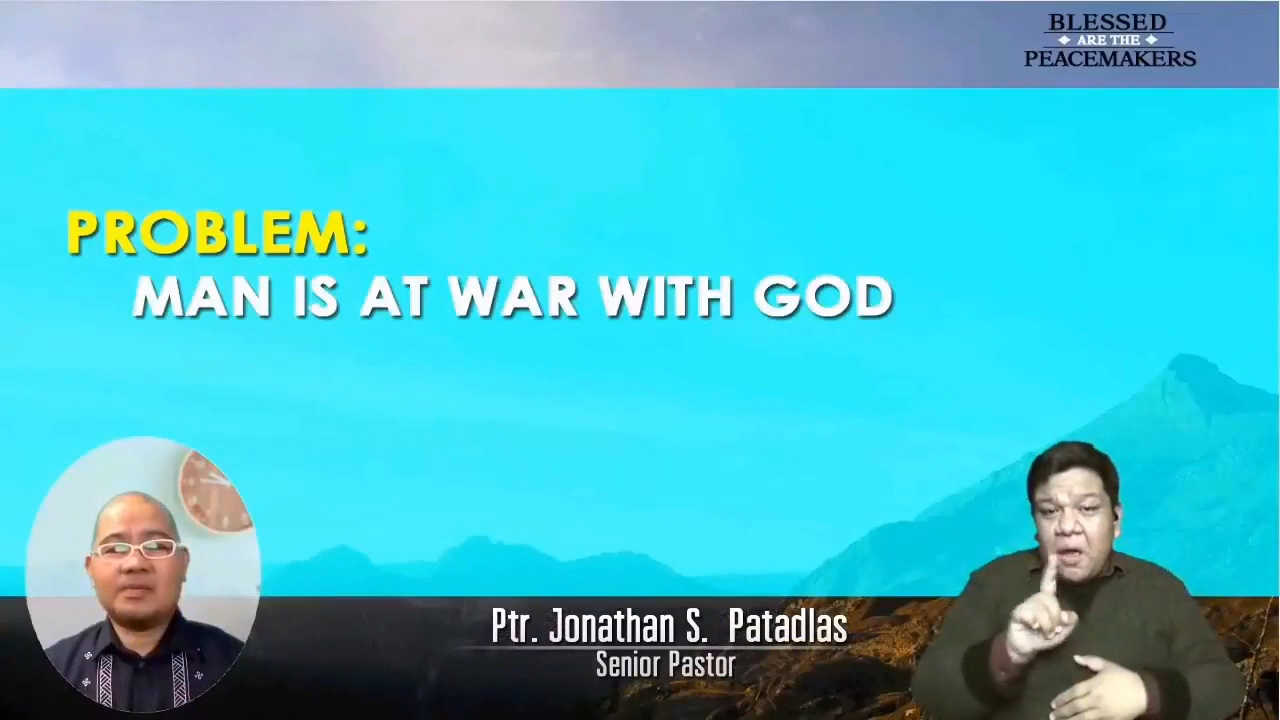 BLESSED
ARE THE
PEACEMAKERS
PROBLEM:
MAN IS AT WAR WITH GOD
Ptr. Jonathan S. Patadlas
Senior Pastor